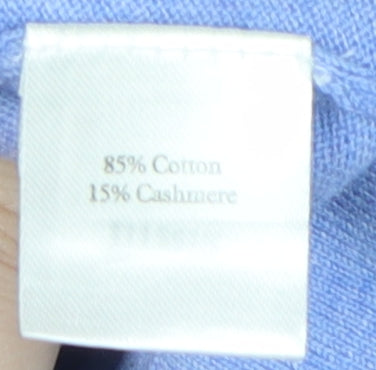 85% Cotton
15% Cashmere